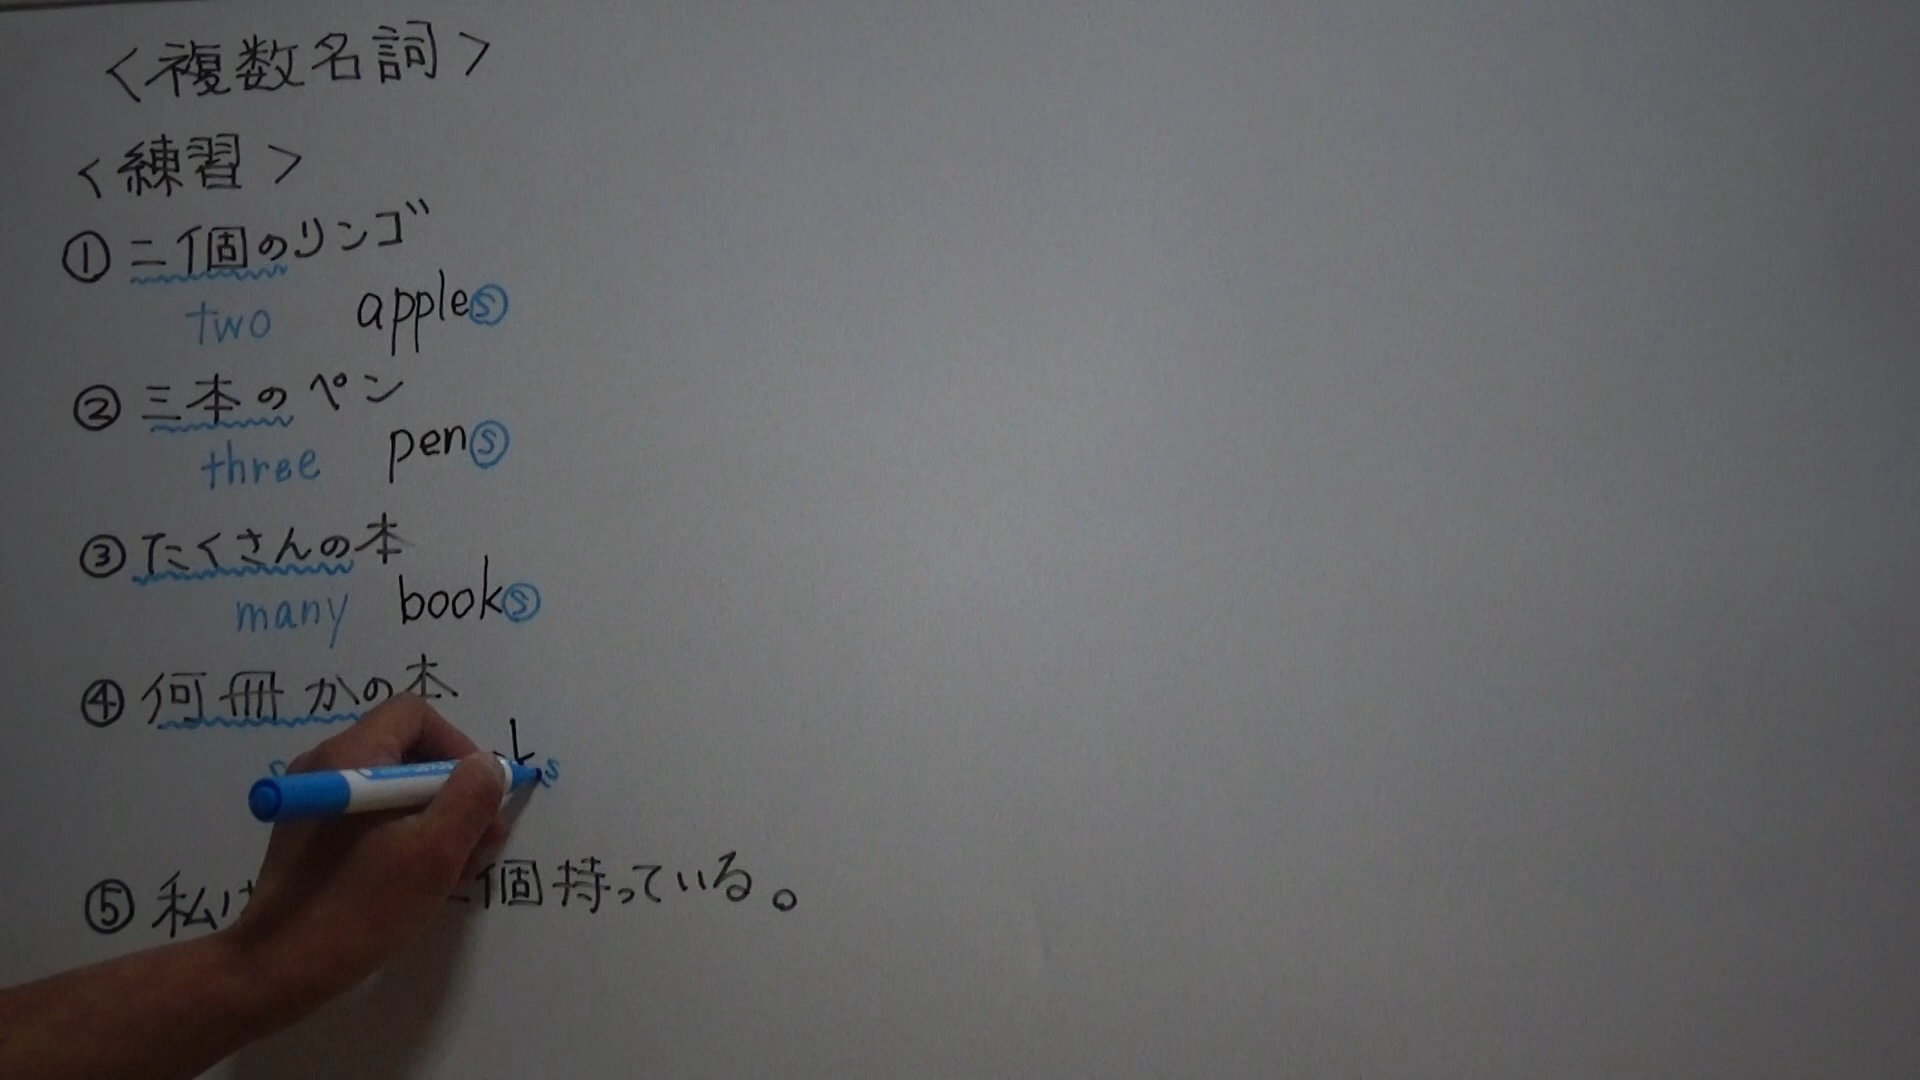 <複数名詞>
<練習>
① 二個のリンゴ
two apples
② 三本のペン
three pens
③ たくさんの本
many books
④ 何冊かの本
s
⑤ 私は 個持っている。